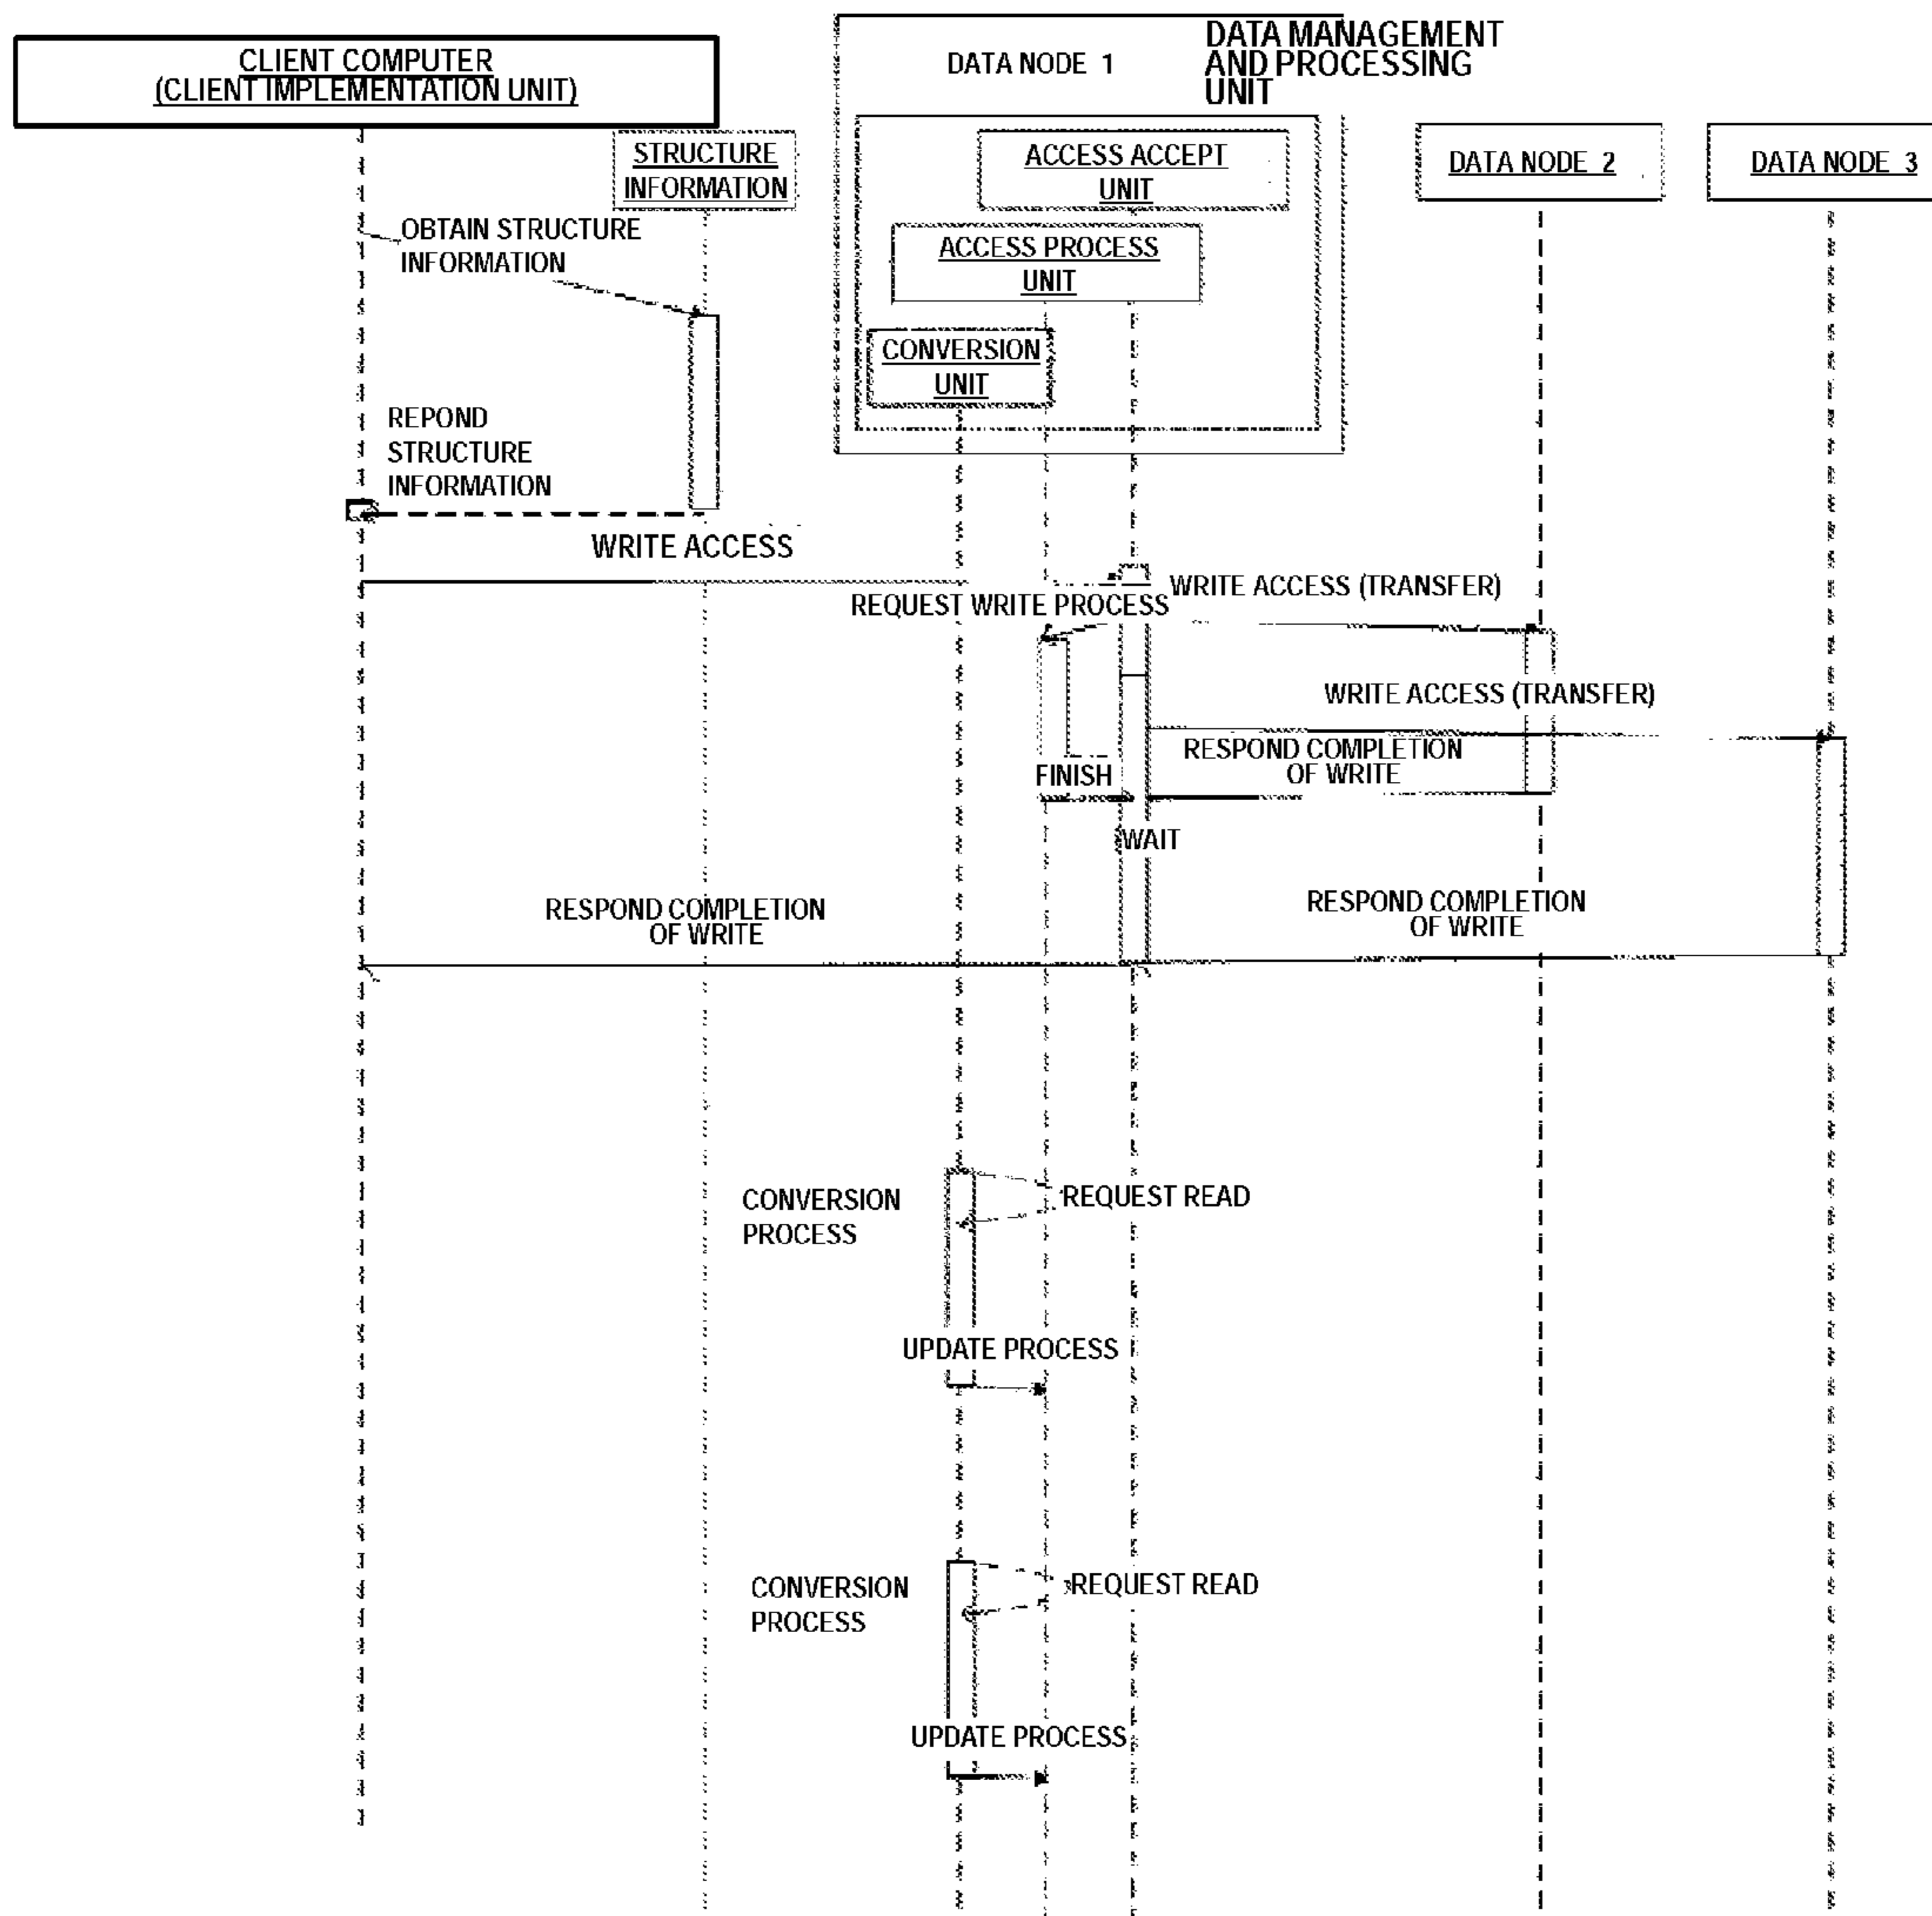 CLIENT COMPUTER
(CLIENT IMPLEMENTATION UNIT)
STRUCTURE
INFORMATION
DATA NODE 1
DATA MANAGEMENT
AND PROCESSING
UNIT
ACCESS ACCEPT
UNIT
ACCESS PROCESS
UNIT
CONVERSION
UNIT
DATA NODE 2
DATA NODE 3
OBTAIN STRUCTURE
INFORMATION
REPOND
STRUCTURE
INFORMATION
WRITE ACCESS
REQUEST WRITE PROCESS
WRITE ACCESS (TRANSFER)
WRITE ACCESS (TRANSFER)
RESPOND COMPLETION
OF WRITE
FINISH
WAIT
RESPOND COMPLETION
OF WRITE
RESPOND COMPLETION
OF WRITE
CONVERSION
PROCESS
REQUEST READ
UPDATE PROCESS
CONVERSION
PROCESS
REQUEST READ
UPDATE PROCESS